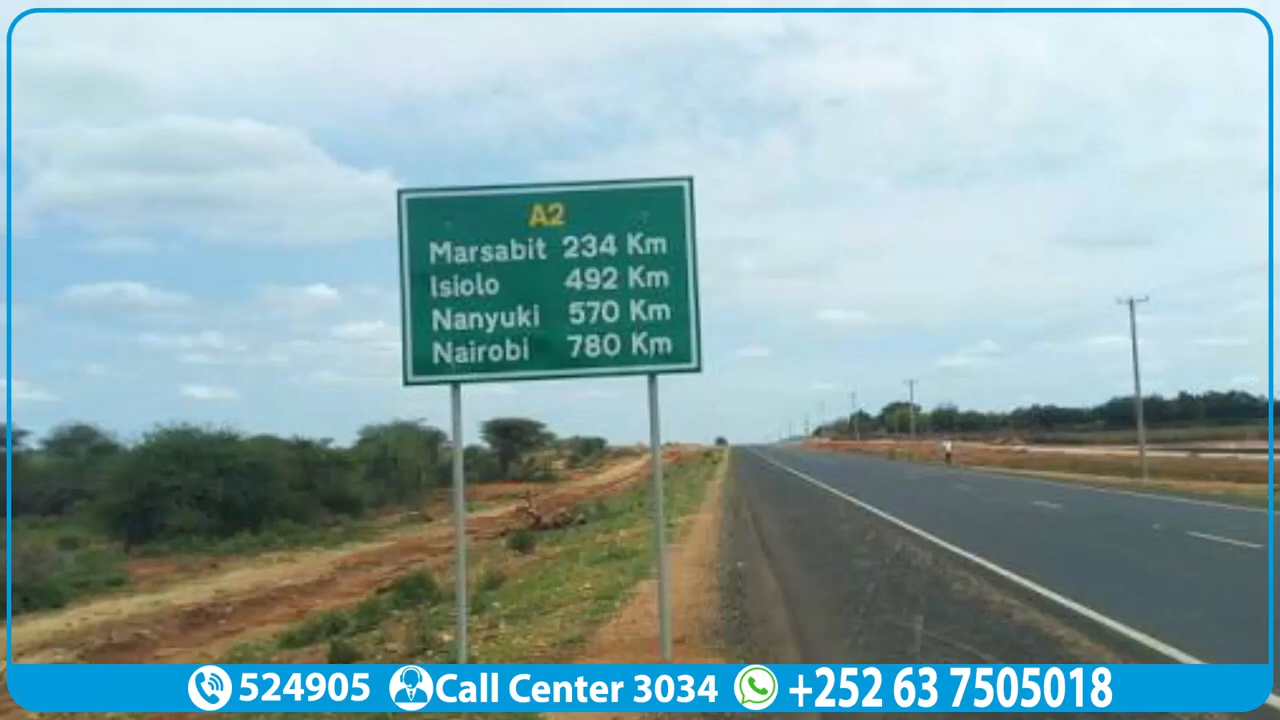 A2
Marsabit 234 Km
Isiolo 492 Km
Nanyuki 570 Km
Nairobi 780 Km
524905 Call Center 3034 +252 63 7505018